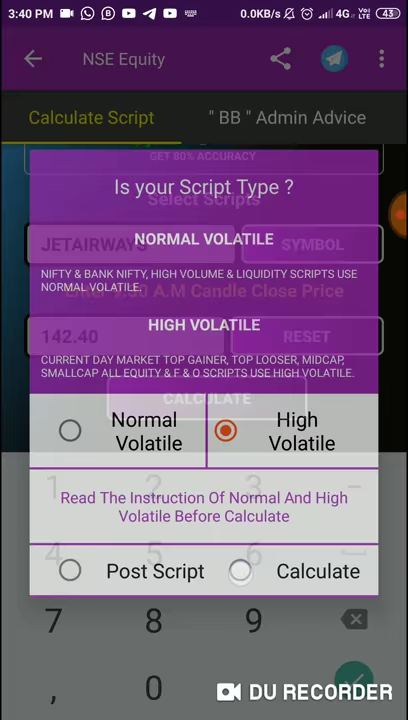 3:40 PM 0.0KB/s 4G Vo LTE 43
NSE Equity
Calculate Script " BB " Admin Advice
GET 80% ACCURACY
Is your Script Type ?
Select Scripts
JETAIRWAYS NORMAL VOLATILE SYMBOL
NIFTY & BANK NIFTY, HIGH VOLUME & LIQUIDITY SCRIPTS USE
NORMAL VOLATILE.
Enter 9:30 A.M Candle Close Price
HIGH VOLATILE
142.40 RESET
CURRENT DAY MARKET TOP GAINER, TOP LOOSER, MIDCAP,
SMALLCAP ALL EQUITY & F & O SCRIPTS USE HIGH VOLATILE.
CALCULATE
Normal High
Volatile Volatile
1 2 3 -
Read The Instruction Of Normal And High
Volatile Before Calculate
4 5 6
Post Script Calculate
7 8 9
, 0
DU RECORDER